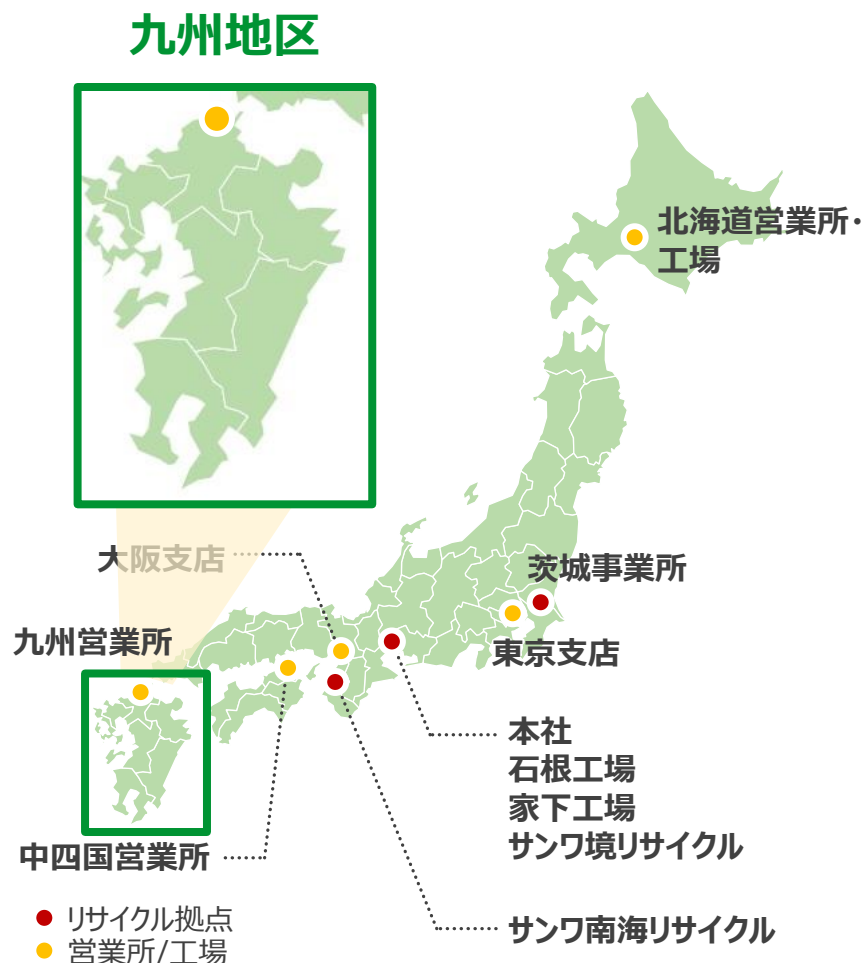 九州地区
北海道営業所・
工場
大阪支店
茨城事業所
九州営業所
東京支店
本社
石根工場
家下工場
サンワ境リサイクル
中四国営業所
サンワ南海リサイクル
リサイクル拠点
営業所/工場